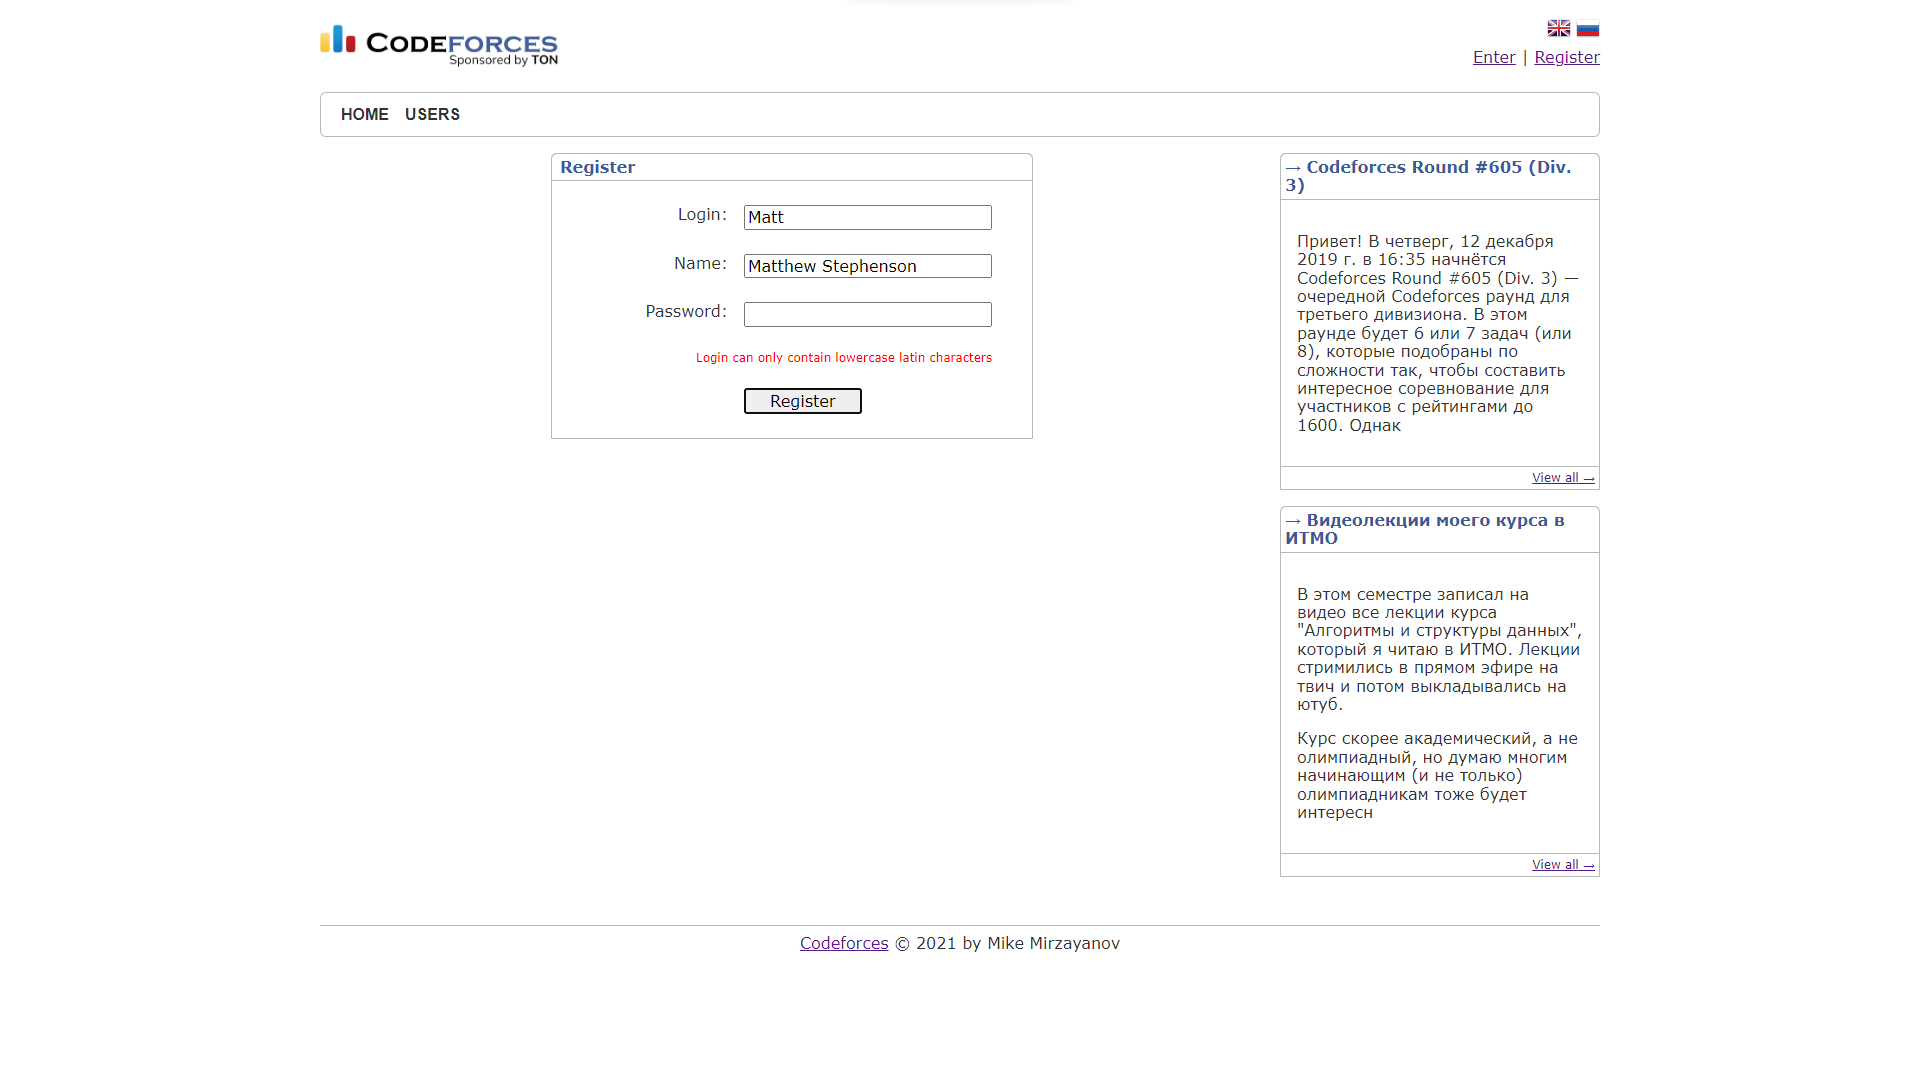 CODEFORCES
Sponsored by TON
Enter | Register
HOME USERS
Register
Login: Matt
Name: Matthew Stephenson
Password:
Login can only contain lowercase latin characters
Register
→ Codeforces Round #605 (Div.
3)
Привет! В четверг, 12 декабря
2019 г. в 16:35 начнётся
Codeforces Round #605 (Div. 3) —
очередной Codeforces раунд для
третьего дивизиона. В этом
раунде будет 6 или 7 задач (или
8), которые подобраны по
сложности так, чтобы составить
интересное соревнование для
участников с рейтингами до
1600. Однак
View all →
→ Видеолекции моего курса в
ИТМО
В этом семестре записал на
видео все лекции курса
"Алгоритмы и структуры данных",
который я читаю в ИТМО. Лекции
стримились в прямом эфире на
твич и потом выкладывались на
ютуб.
Курс скорее академический, а не
олимпиадный, но думаю многим
начинающим (и не только)
олимпиадникам тоже будет
интересн
View all →
Codeforces © 2021 by Mike Mirzayanov